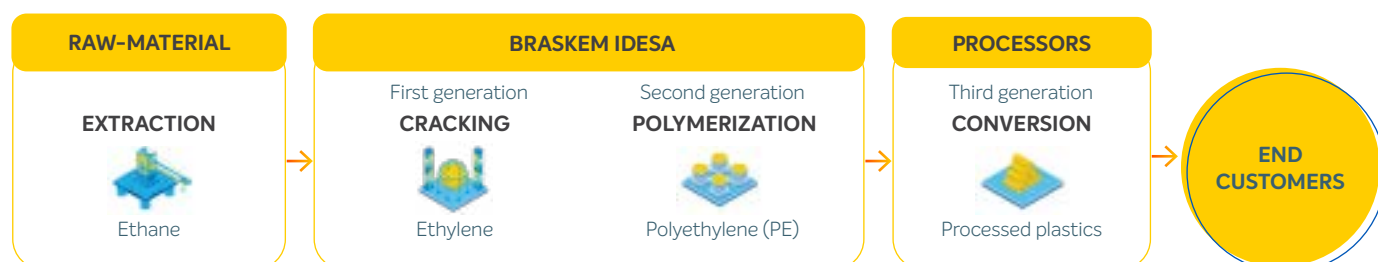 RAW-MATERIAL
EXTRACTION
Ethane
BRASKEM IDESA
First generation
CRACKING
Ethylene
Second generation
POLYMERIZATION
Polyethylene (PE)
PROCESSORS
Third generation
CONVERSION
Processed plastics
END
CUSTOMERS